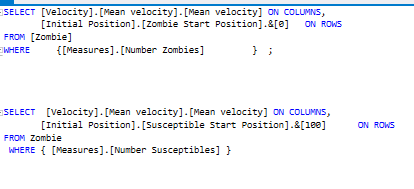 SELECT [Velocity].[Mean velocity].[Mean velocity] ON COLUMNS,
[Initial Position].[Zombie Start Position].&[0] ON ROWS
FROM [Zombie]
WHERE {[Measures].[Number Zombies] } ;
SELECT [Velocity].[Mean velocity].[Mean velocity] ON COLUMNS,
[Initial Position].[Susceptible Start Position].&[100] ON ROWS
FROM Zombie
WHERE { [Measures].[Number Susceptibles] }